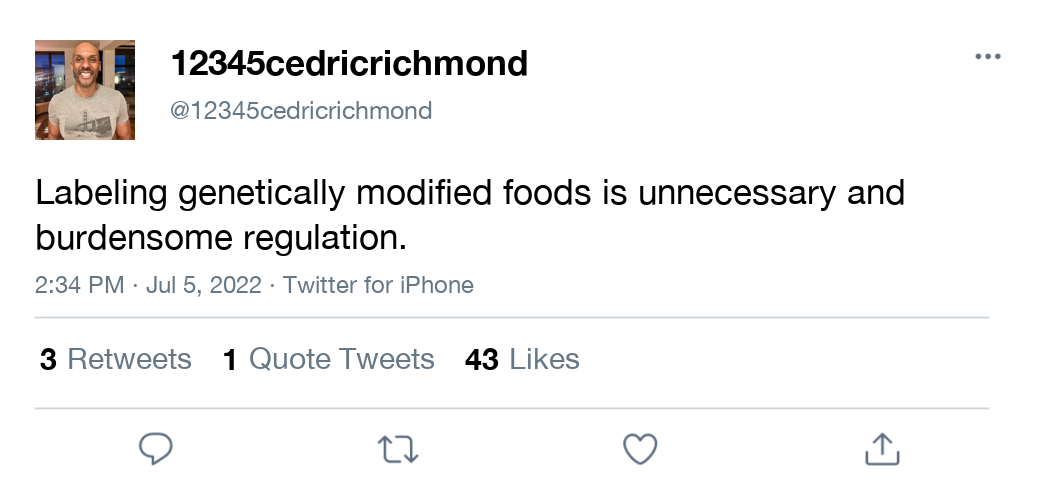 12345cedricrichmond
@12345cedricrichmond
Labeling genetically modified foods is unnecessary and
burdensome regulation.
2:34 PM · Jul 5, 2022 · Twitter for iPhone
3 Retweets 1 Quote Tweets 43 Likes